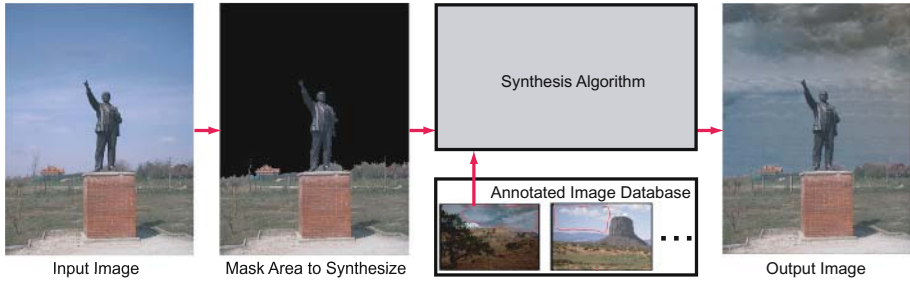 Synthesis Algorithm
Annotated Image Database
Input Image
Mask Area to Synthesize
Output Image